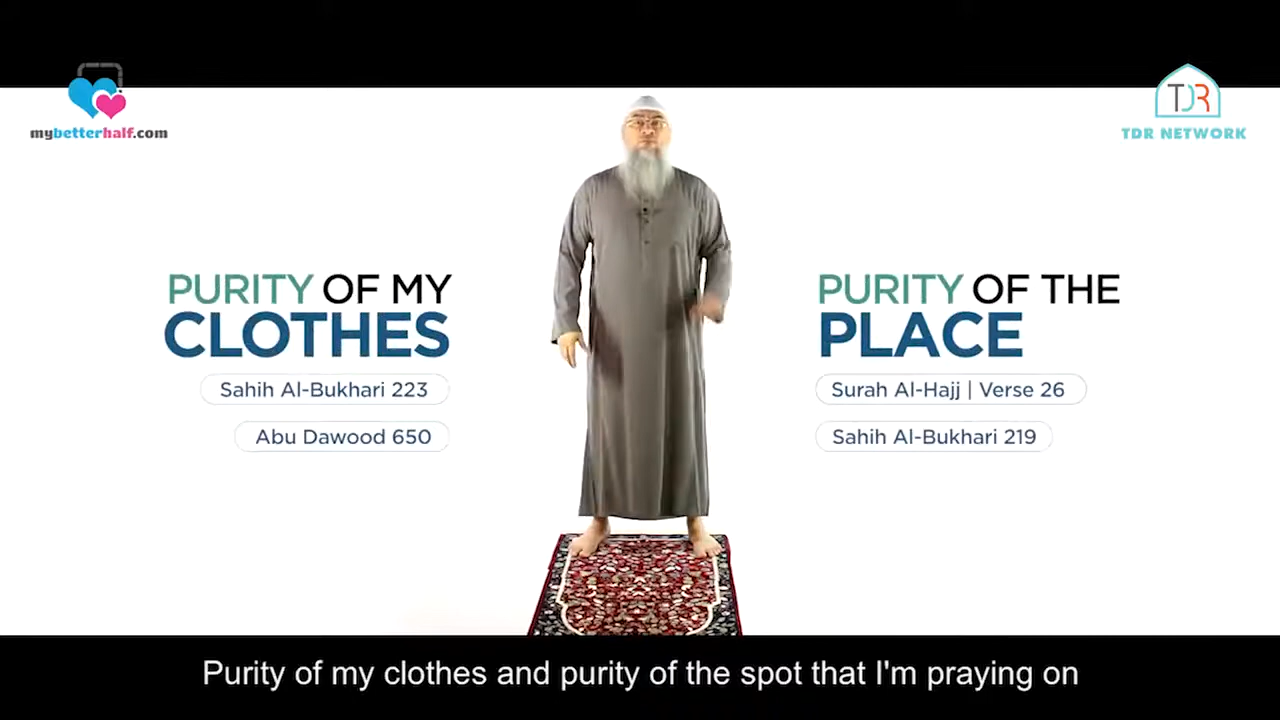 mybetterhalf.com
TDR
TDR NETWORK
PURITY OF MY
CLOTHES
Sahih Al-Bukhari 223
Abu Dawood 650
PURITY OF THE
PLACE
Surah Al-Hajj | Verse 26
Sahih Al-Bukhari 219
Purity of my clothes and purity of the spot that I'm praying on